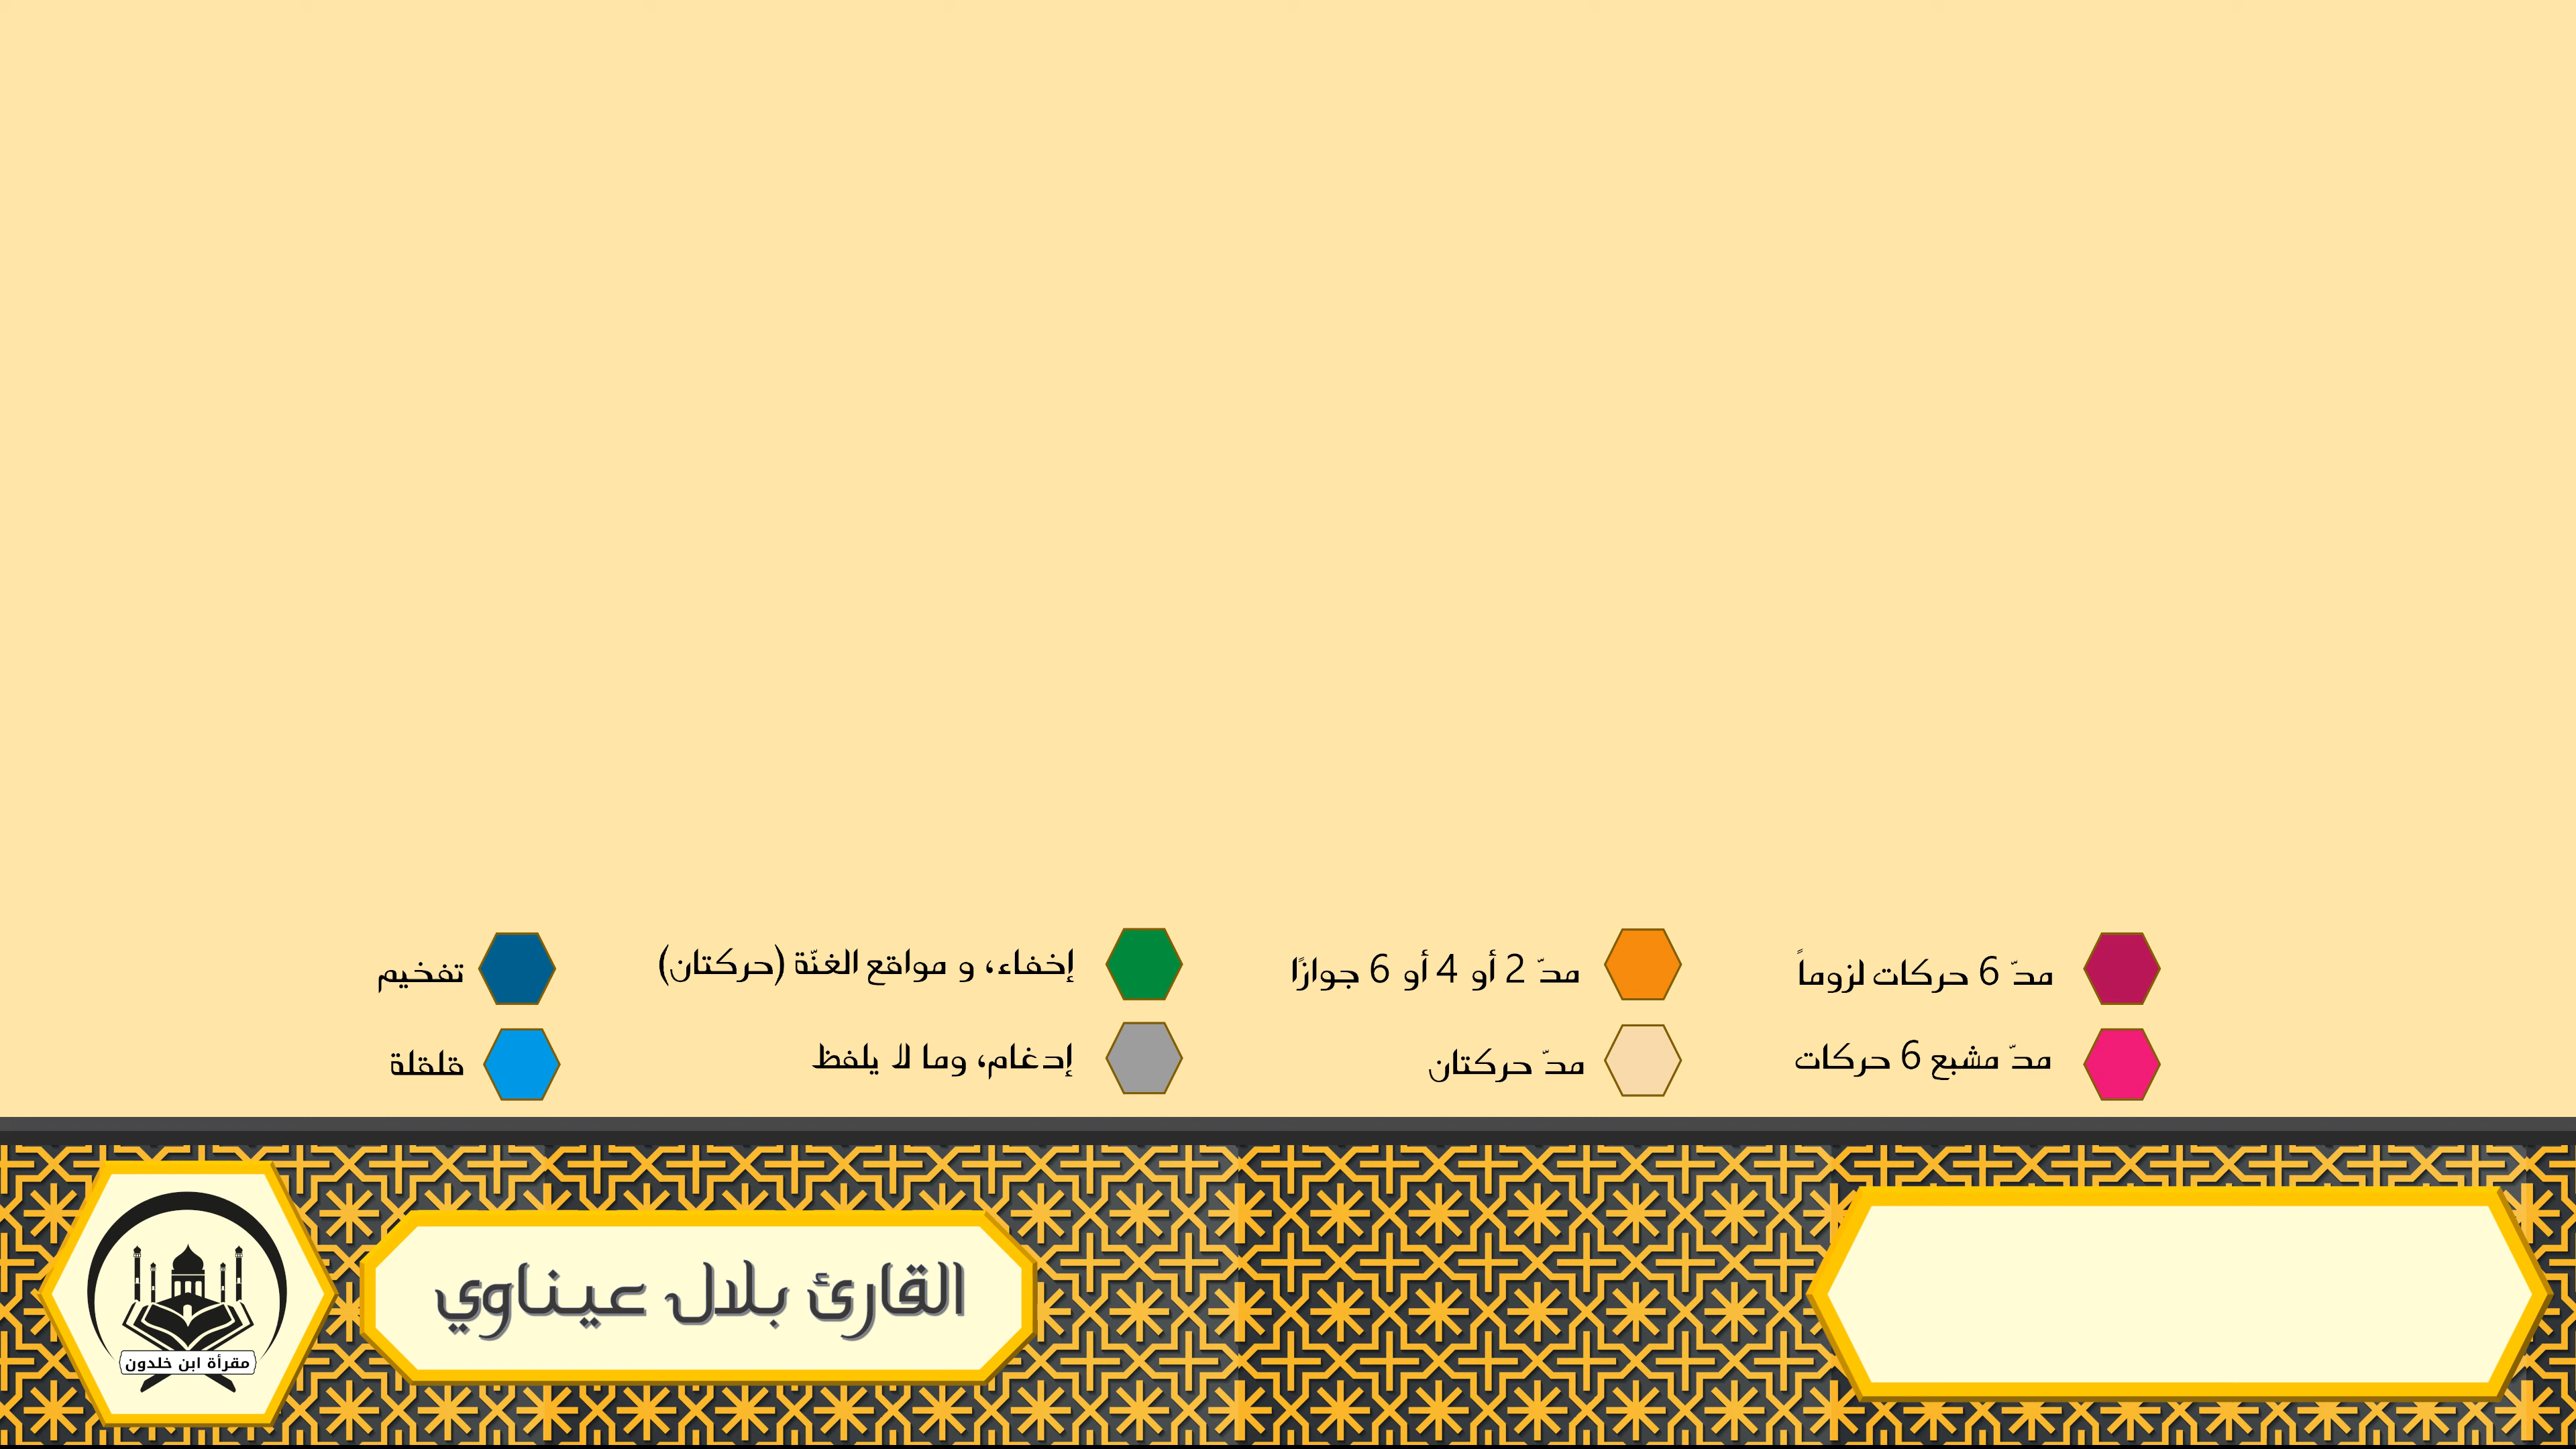 مدّ 6 حركات لزوماً
مدّ 2 أو 4 أو 6 جوازًا
إخفاء، و مواقع الغنّة (حركتان)
تفخيم
مدّ مشبع 6 حركات
مدّ حركتان
إدغام، وما لا يلفظ
قلقلة
القارئ بلال عيناوي
مقرأة ابن خلدون